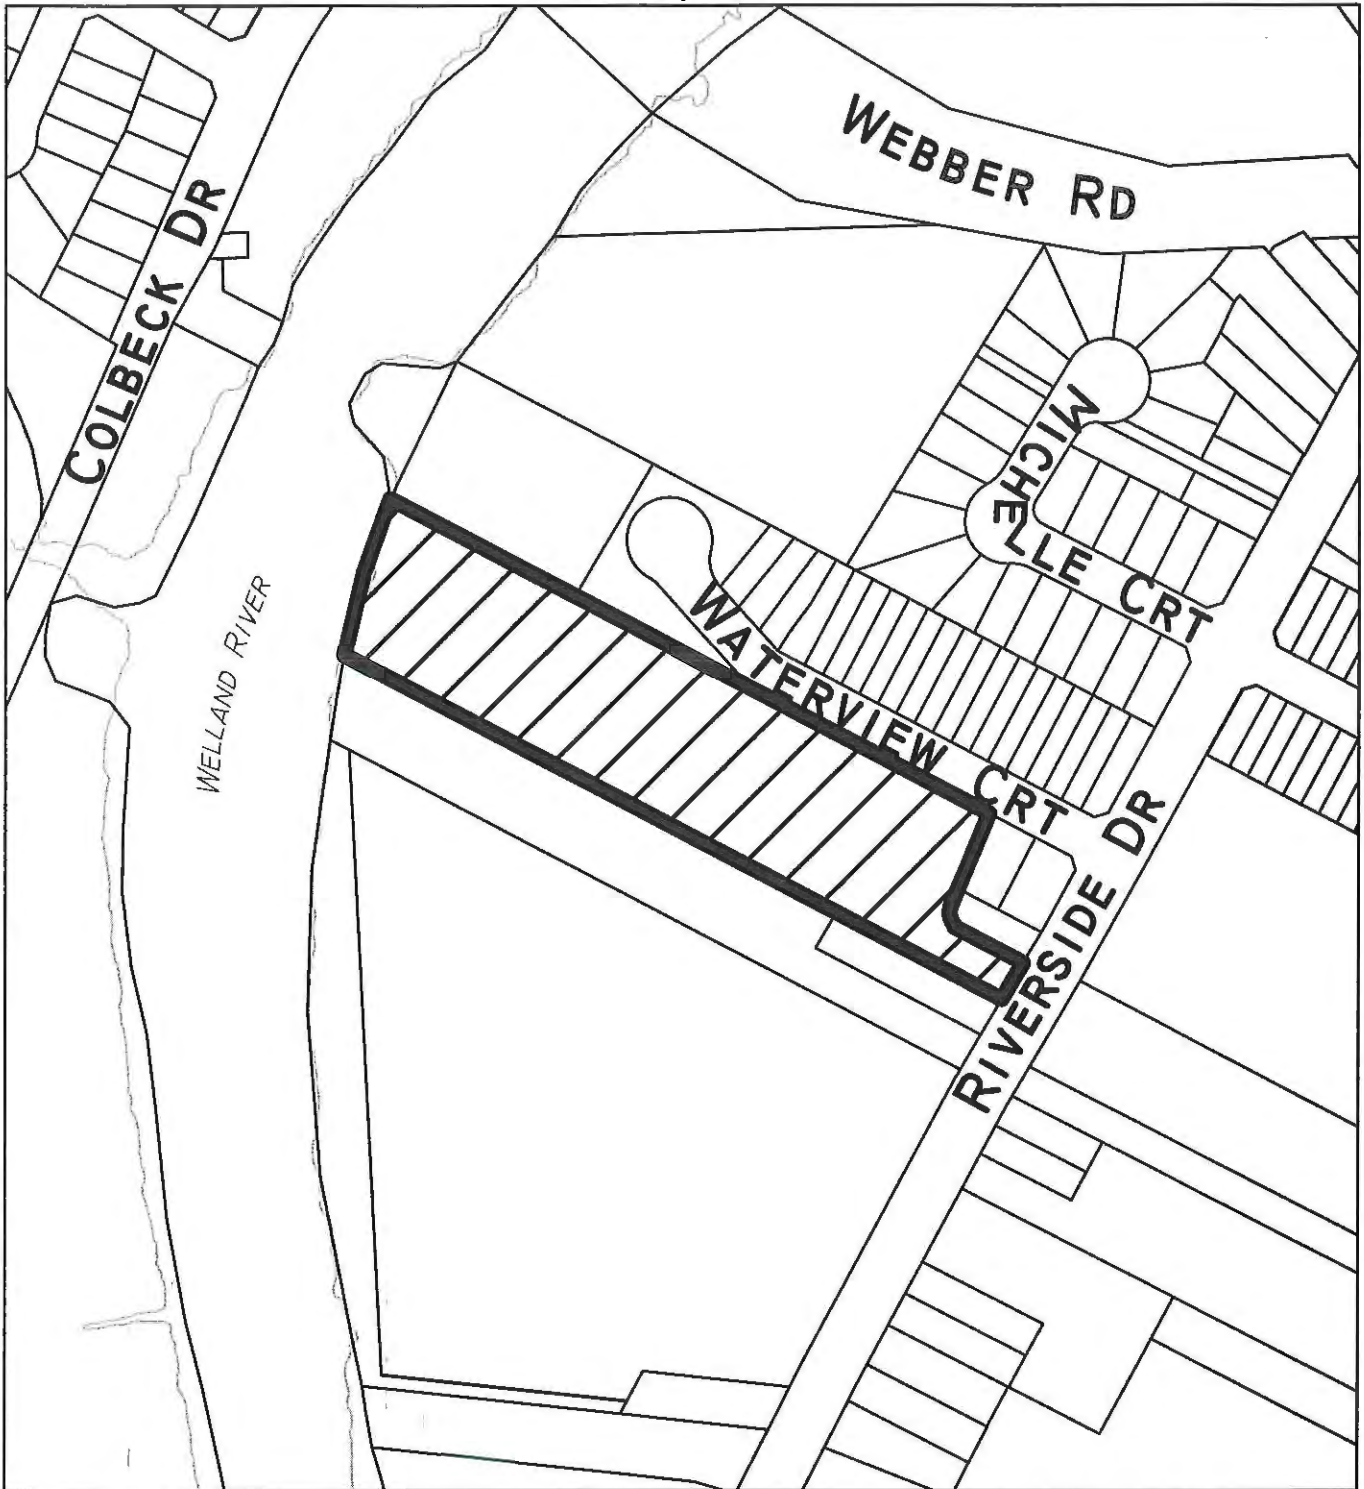 WEBBER RD
COLBECK DR
MICHELLE CRT
WELLAND RIVER
WATERVIEW CRT
RIVERSIDE DR